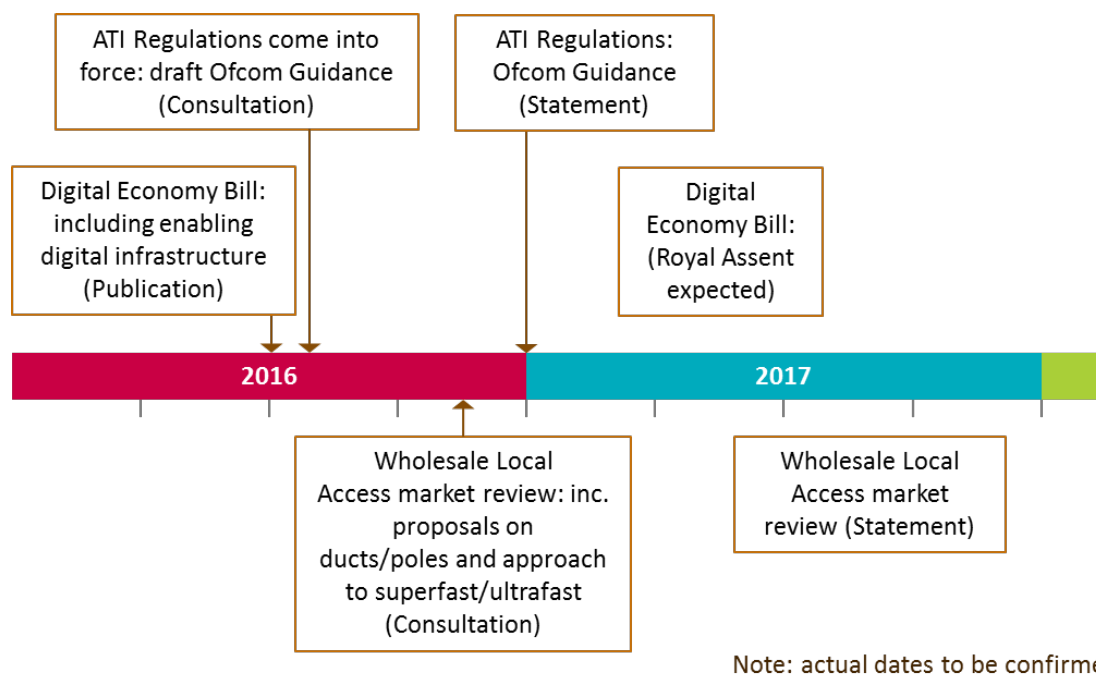 ATI Regulations come into
force: draft Ofcom Guidance
(Consultation)
ATI Regulations:
Ofcom Guidance
(Statement)
Digital Economy Bill:
including enabling
digital infrastructure
(Publication)
Digital
Economy Bill:
(Royal Assent
expected)
2016
2017
Wholesale Local
Access market review: inc.
proposals on
ducts/poles and approach
to superfast/ultrafast
(Consultation)
Wholesale Local
Access market
review (Statement)
Note: actual dates to be confirme